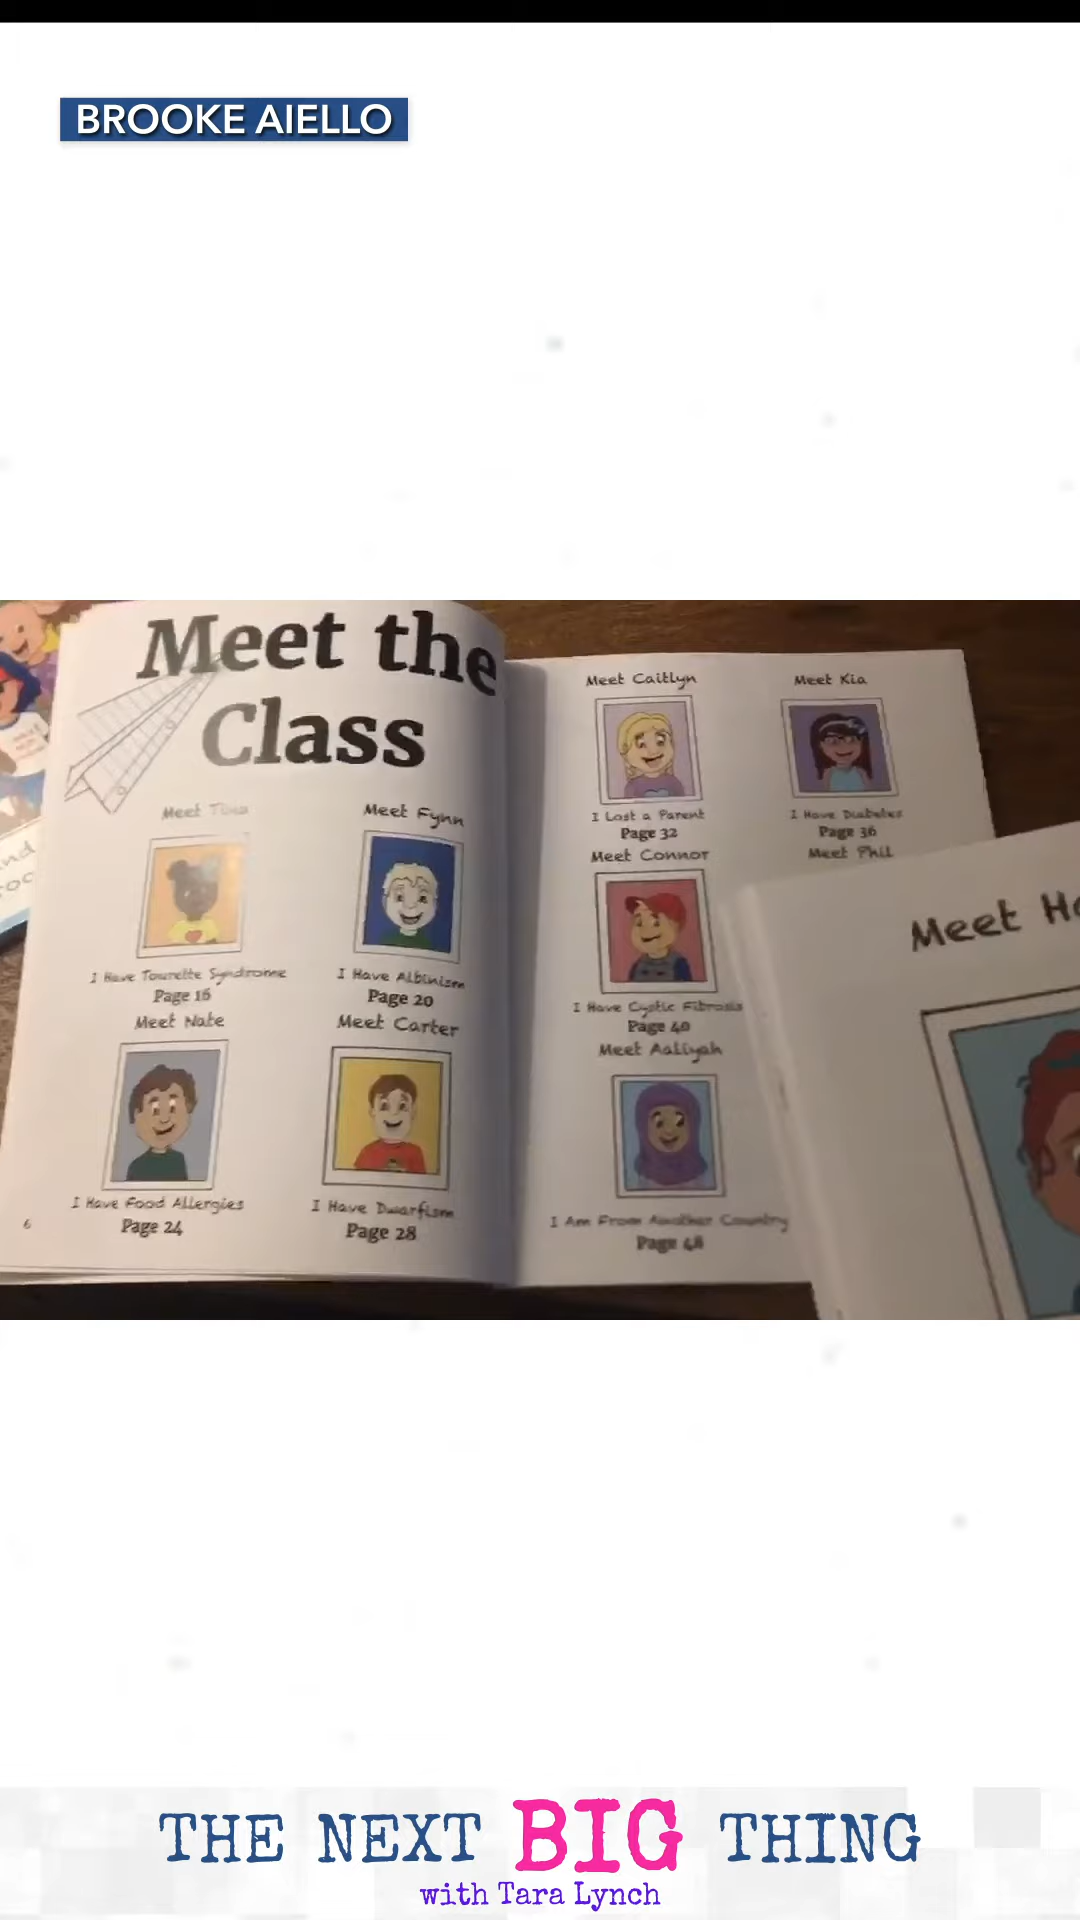 BROOKE AIELLO
Meet the
Class
Meet
Meet Fynn
I Have Tourette Syndrome
Page 16
I Have Albinism
Page 20
Meet Nate
Meet Carter
I Have Food Allergies
Page 24
I Have Dwarfism
Page 28
6
Meet Caitlyn
Meet Kia
I Lost a Parent
Page 32
I Have Diabetes
Page 36
Meet Connor
Meet Phil
I Have Cystic Fibrosis
Page 40
Meet Aaliyah
I Am From Another Country
Page 48
Meet
THE NEXT BIG THING
with Tara Lynch